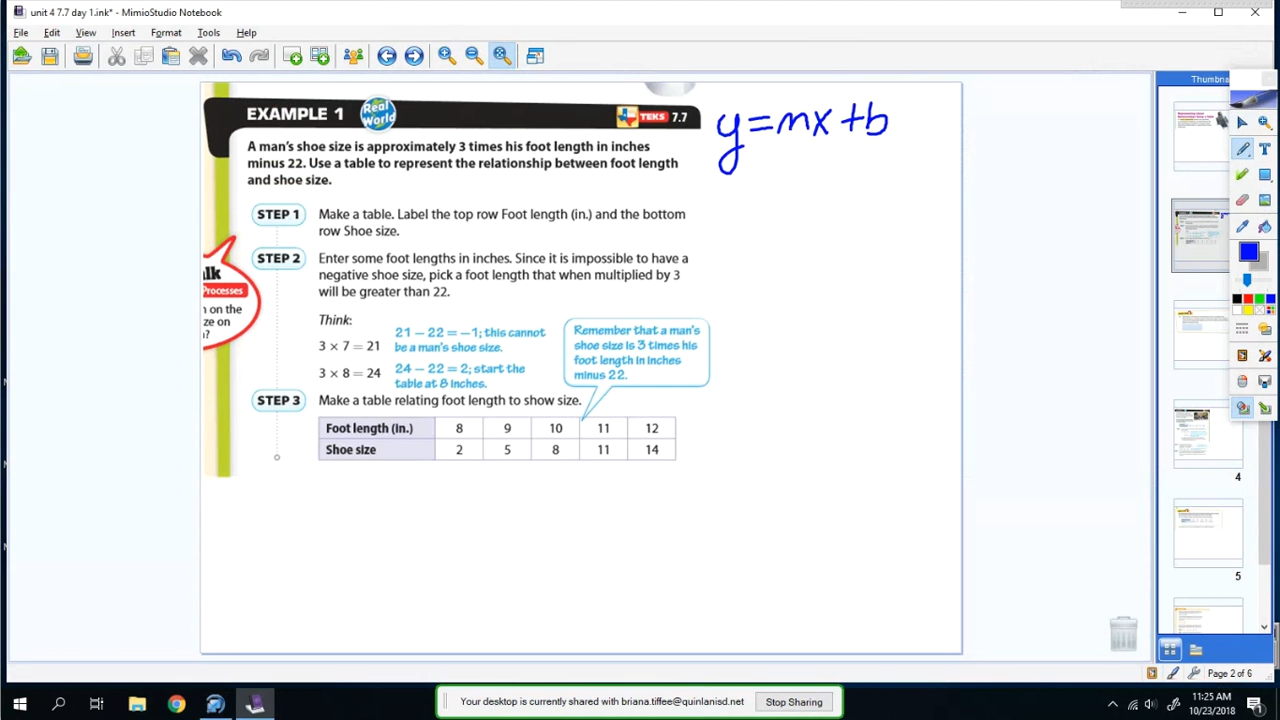 unit 4 7.7 day 1.ink* - MimioStudio Notebook
File Edit View Insert Format Tools Help
EXAMPLE 1 Real World TEKS 7.7
y=mx+b
A man's shoe size is approximately 3 times his foot length in inches
minus 22. Use a table to represent the relationship between foot length
and shoe size.
STEP 1 Make a table. Label the top row Foot length (in.) and the bottom
row Shoe size.
STEP 2 Enter some foot lengths in inches. Since it is impossible to have a
negative shoe size, pick a foot length that when multiplied by 3
will be greater than 22.
lk
Processes
n on the
ze on
?
Think:
3 × 7 = 21
21 − 22 = −1; this cannot
be a man's shoe size.
3 × 8 = 24
24 − 22 = 2; start the
table at 8 inches.
Remember that a man's
shoe size is 3 times his
foot length in inches
minus 22.
STEP 3 Make a table relating foot length to show size.
Foot length (in.) 8 9 10 11 12
Shoe size 2 5 8 11 14
Thumbna
4
5
Page 2 of 6
Your desktop is currently shared with briana.tiffee@quinlanisd.net Stop Sharing
11:25 AM
10/23/2018